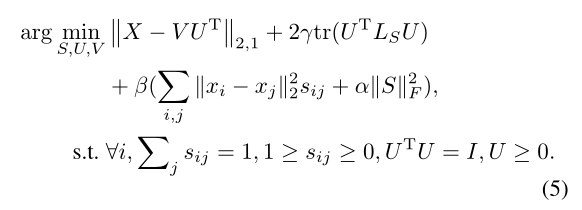 arg min_{S,U,V} ‖X − VU^T‖_{2,1} + 2γtr(U^T L_S U)
+ β(∑_{i,j} ‖x_i − x_j‖_2^2 s_{ij} + α‖S‖_F^2),
s.t. ∀i, ∑_j s_{ij} = 1, 1 ≥ s_{ij} ≥ 0, U^T U = I, U ≥ 0.
(5)